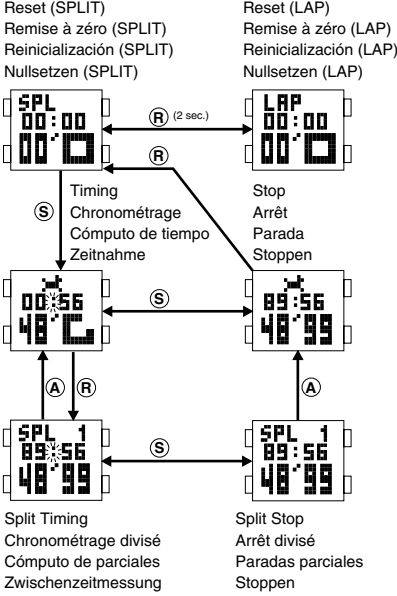 Reset (SPLIT)
Remise à zéro (SPLIT)
Reinicialización (SPLIT)
Nullsetzen (SPLIT)
Reset (LAP)
Remise à zéro (LAP)
Reinicialización (LAP)
Nullsetzen (LAP)
SPL
00:00
00'
LAP
00:00
00'
R (2 sec.)
R
S
Timing
Chronométrage
Cómputo de tiempo
Zeitnahme
Stop
Arrêt
Parada
Stoppen
00:56
48'
S
89:56
48'99
A
R
A
SPL 1
89:56
48'99
S
SPL 1
89:56
48'99
Split Timing
Chronométrage divisé
Cómputo de parciales
Zwischenzeitmessung
Split Stop
Arrêt divisé
Paradas parciales
Stoppen